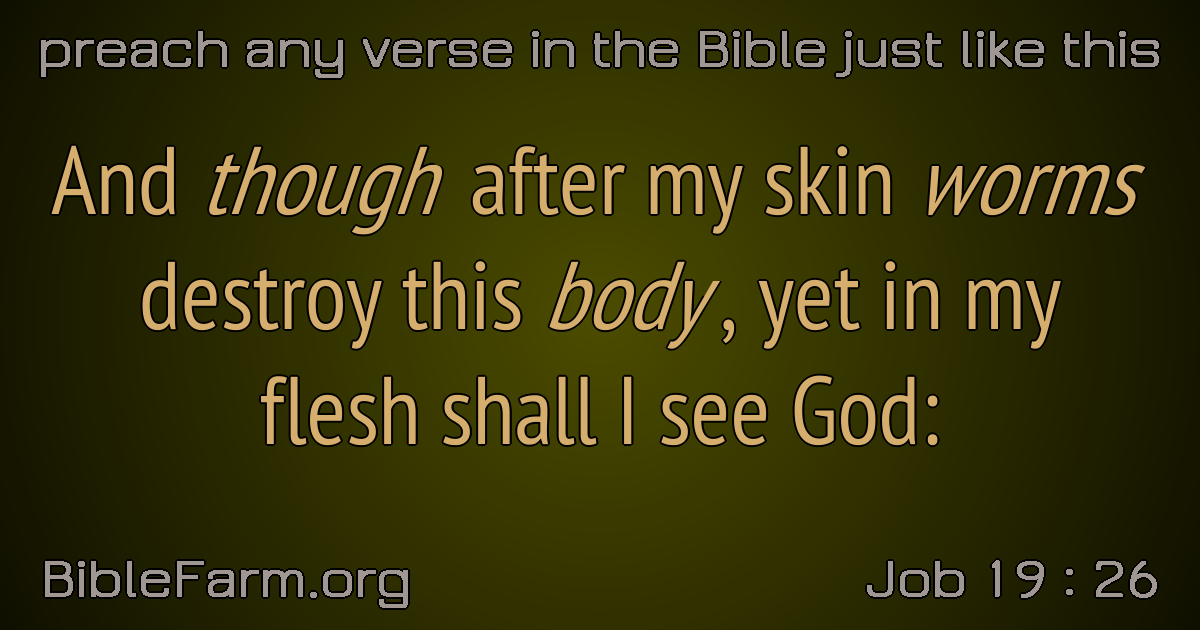 preach any verse in the Bible just like this
And though after my skin worms
destroy this body, yet in my
flesh shall I see God:
BibleFarm.org
Job 19 : 26